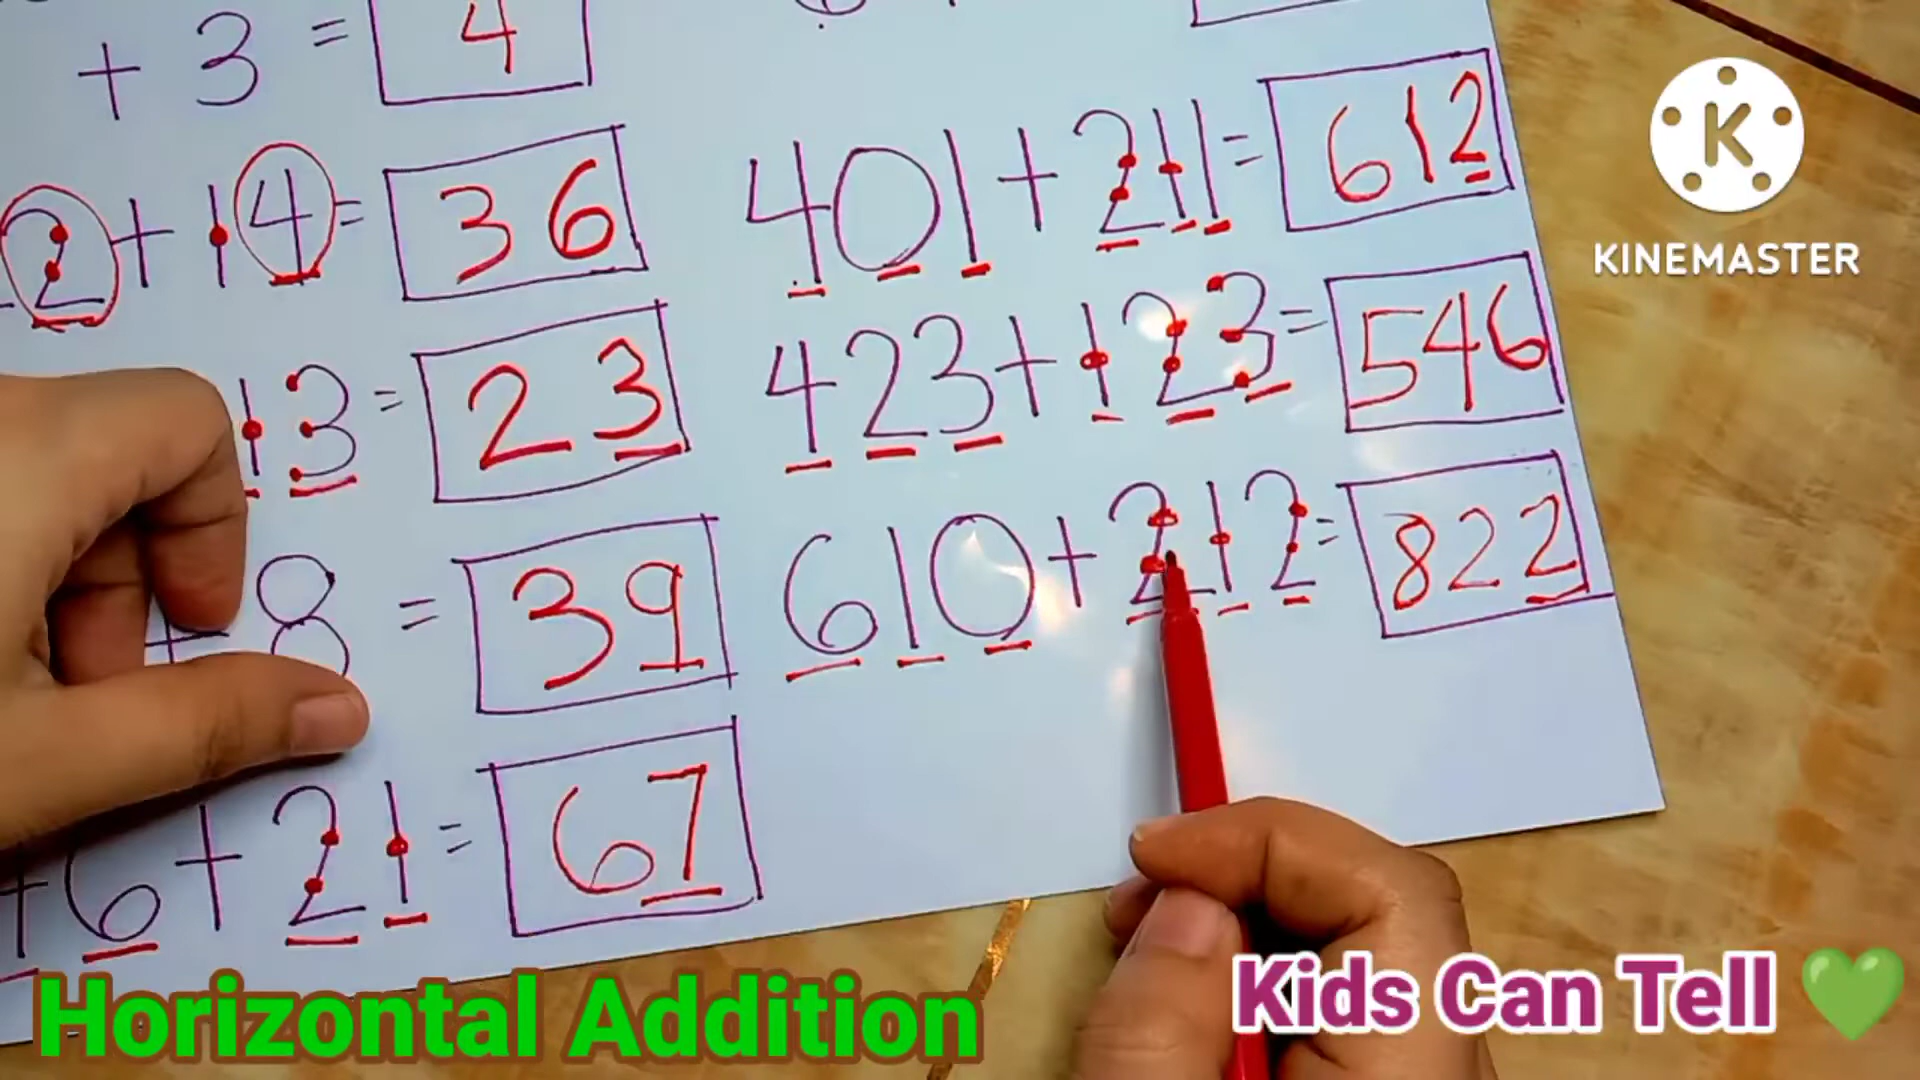 + 3 = 4
2 + 14 = 36
13 = 23
+ 8 = 39
46 + 21 = 67
401 + 211 = 612
423 + 123 = 546
610 + 212 = 822
K
KINEMASTER
Horizontal Addition
Kids Can Tell